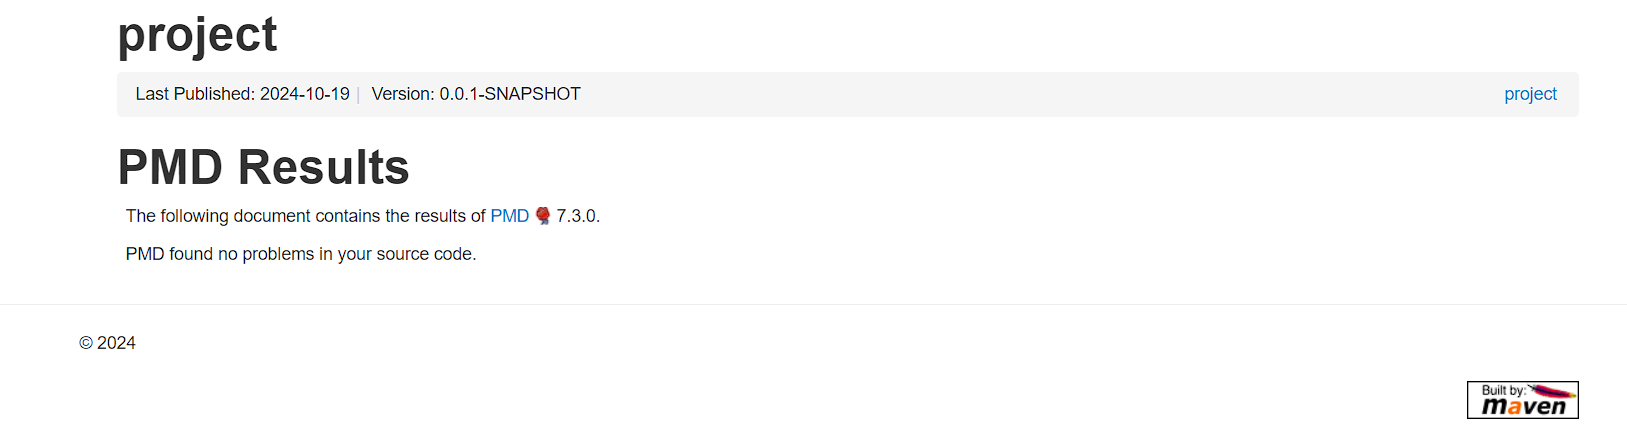 project
Last Published: 2024-10-19 | Version: 0.0.1-SNAPSHOT project
PMD Results
The following document contains the results of PMD 7.3.0.
PMD found no problems in your source code.
© 2024
Built by:
maven